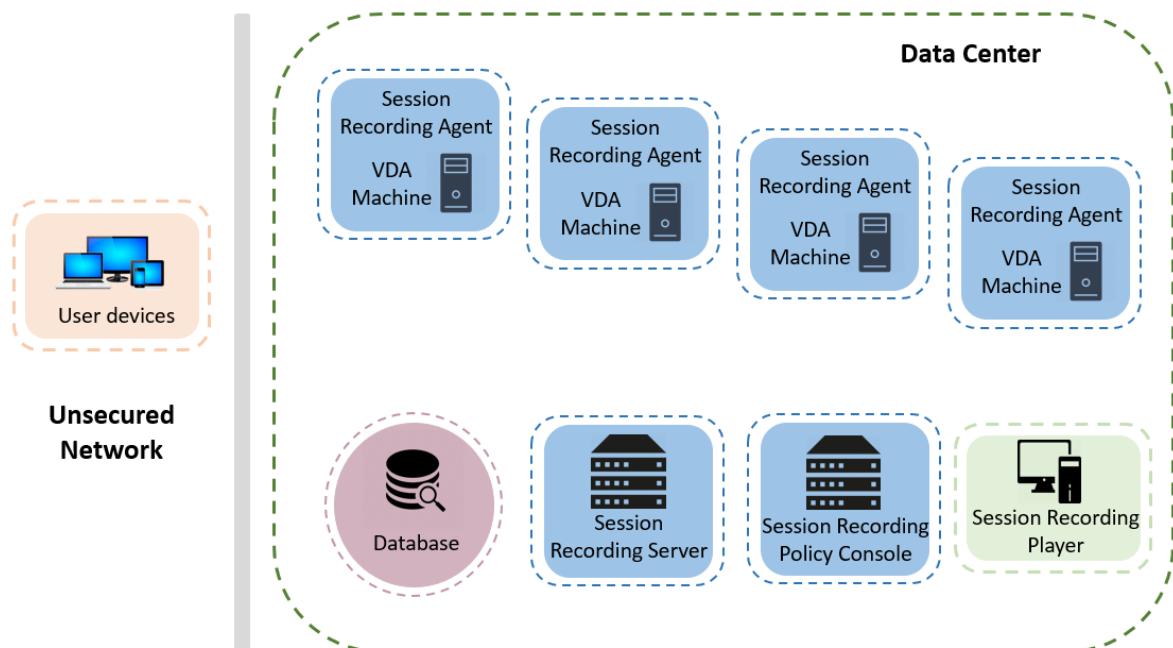 Data Center
Session
Recording Agent
VDA
Machine
Session
Recording Agent
VDA
Machine
Session
Recording Agent
VDA
Machine
Session
Recording Agent
VDA
Machine
User devices
Unsecured
Network
Database
Session
Recording Server
Session Recording
Policy Console
Session Recording
Player